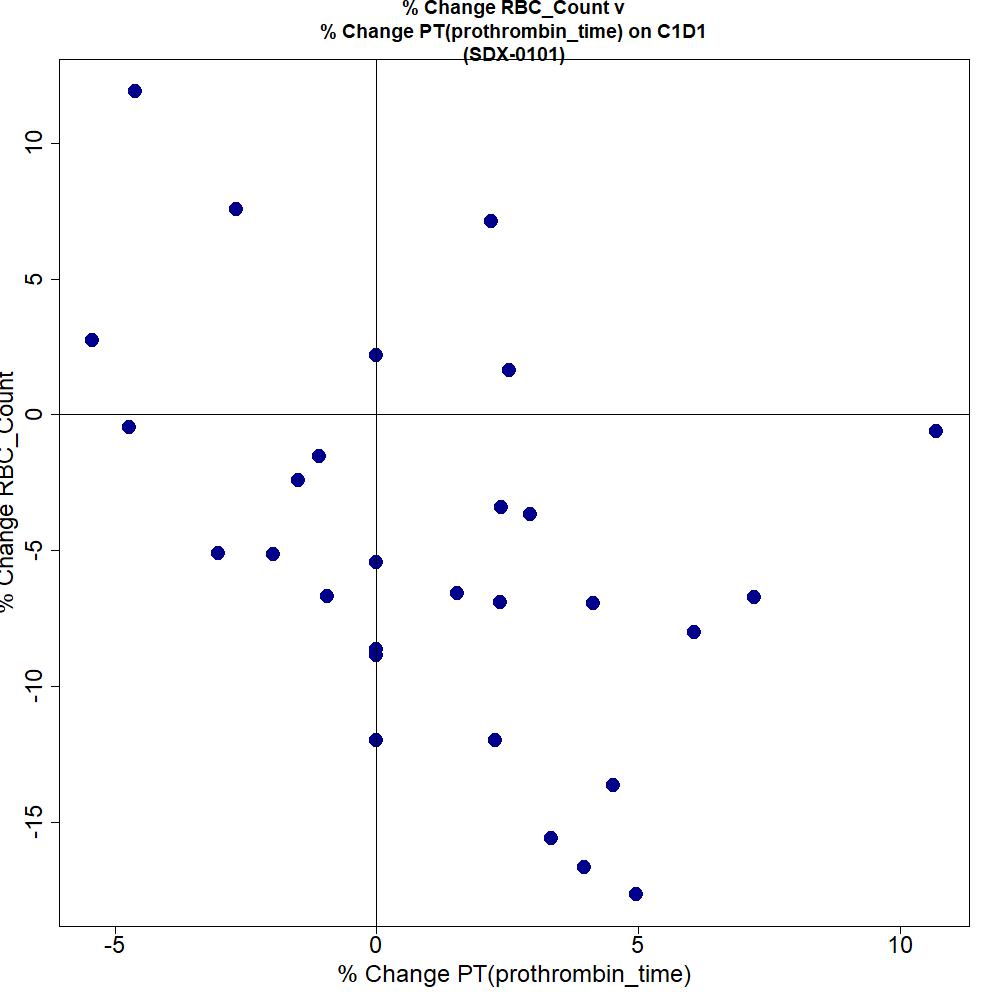 % Change RBC_Count v
% Change PT(prothrombin_time) on C1D1
(SDX-0101)
10
5
0
-5
-10
-15
% Change RBC_Count
-5
0
5
10
% Change PT(prothrombin_time)